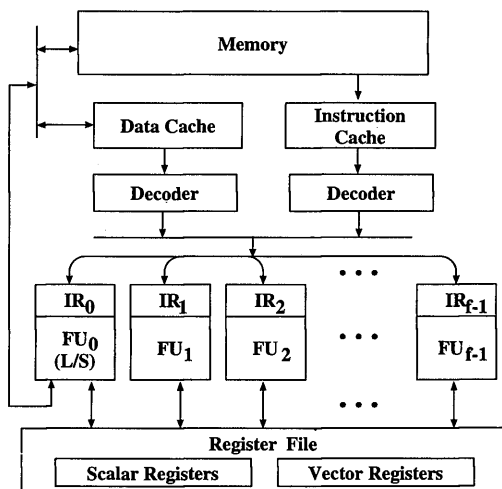 Memory
Data Cache
Instruction
Cache
Decoder
Decoder
IR0
IR1
IR2
IRf-1
FU0
(L/S)
FU1
FU2
FUf-1
Register File
Scalar Registers
Vector Registers